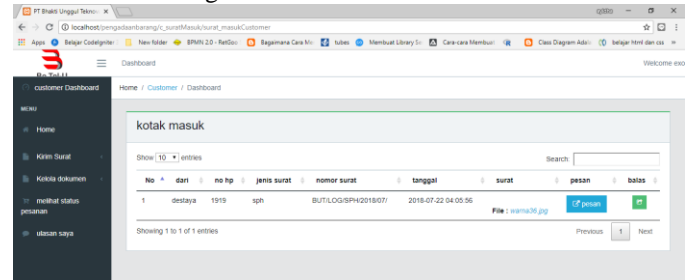 PT Bhakti Unggul Teknov
localhost/pengadaanbarang/c_suratMasuk/surat_masukCustomer
Apps Belajar CodeIgniter New folder BPMN 2.0 - RetGoo Bagaimana Cara Me tubes Membuat Library So Cara-cara Membuat Class Diagram Adala belajar html dan css »
Dashboard Welcome exo
Ba Tel-U
customer Dashboard Home / Customer / Dashboard
MENU
Home
Kirim Surat
Kelola dokumen
melihat status pesanan
ulasan saya
kotak masuk
Show 10 entries Search:
No dari no hp jenis surat nomor surat tanggal surat pesan balas
1 destaya 1919 sph BUT/LOG/SPH/2018/07/ 2018-07-22 04:05:56 File : warna36.jpg pesan
Showing 1 to 1 of 1 entries Previous 1 Next